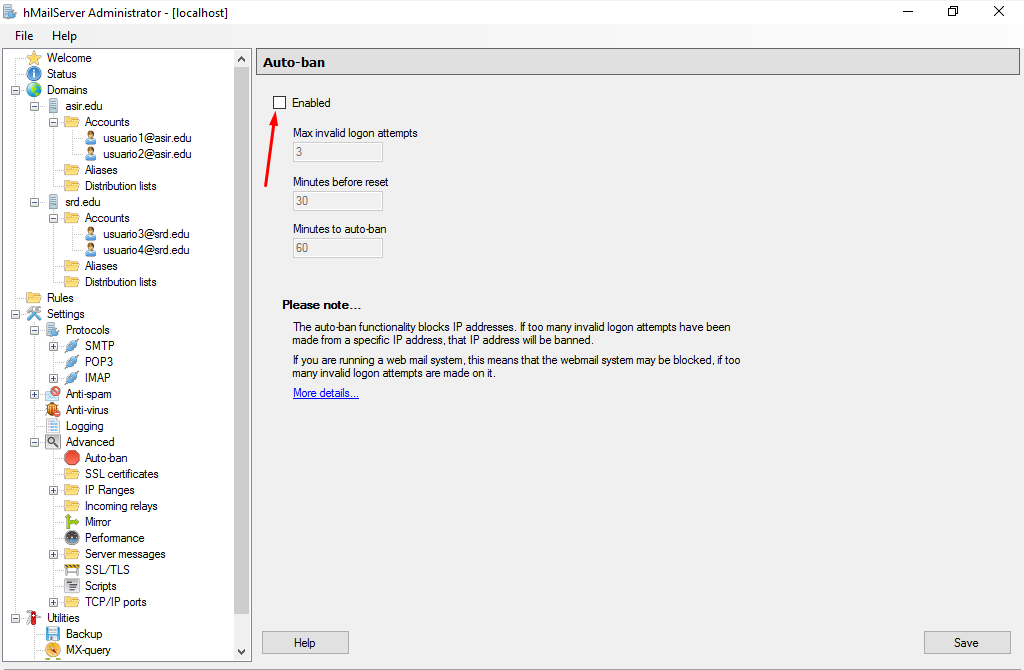 hMailServer Administrator - [localhost]
File Help
Welcome
Status
Domains
asir.edu
Accounts
usuario1@asir.edu
usuario2@asir.edu
Aliases
Distribution lists
srd.edu
Accounts
usuario3@srd.edu
usuario4@srd.edu
Aliases
Distribution lists
Rules
Settings
Protocols
SMTP
POP3
IMAP
Anti-spam
Anti-virus
Logging
Advanced
Auto-ban
SSL certificates
IP Ranges
Incoming relays
Mirror
Performance
Server messages
SSL/TLS
Scripts
TCP/IP ports
Utilities
Backup
MX-query
Auto-ban
Enabled
Max invalid logon attempts
3
Minutes before reset
30
Minutes to auto-ban
60
Please note...
The auto-ban functionality blocks IP addresses. If too many invalid logon attempts have been
made from a specific IP address, that IP address will be banned.
If you are running a web mail system, this means that the webmail system may be blocked, if too
many invalid logon attempts are made on it.
More details...
Help
Save